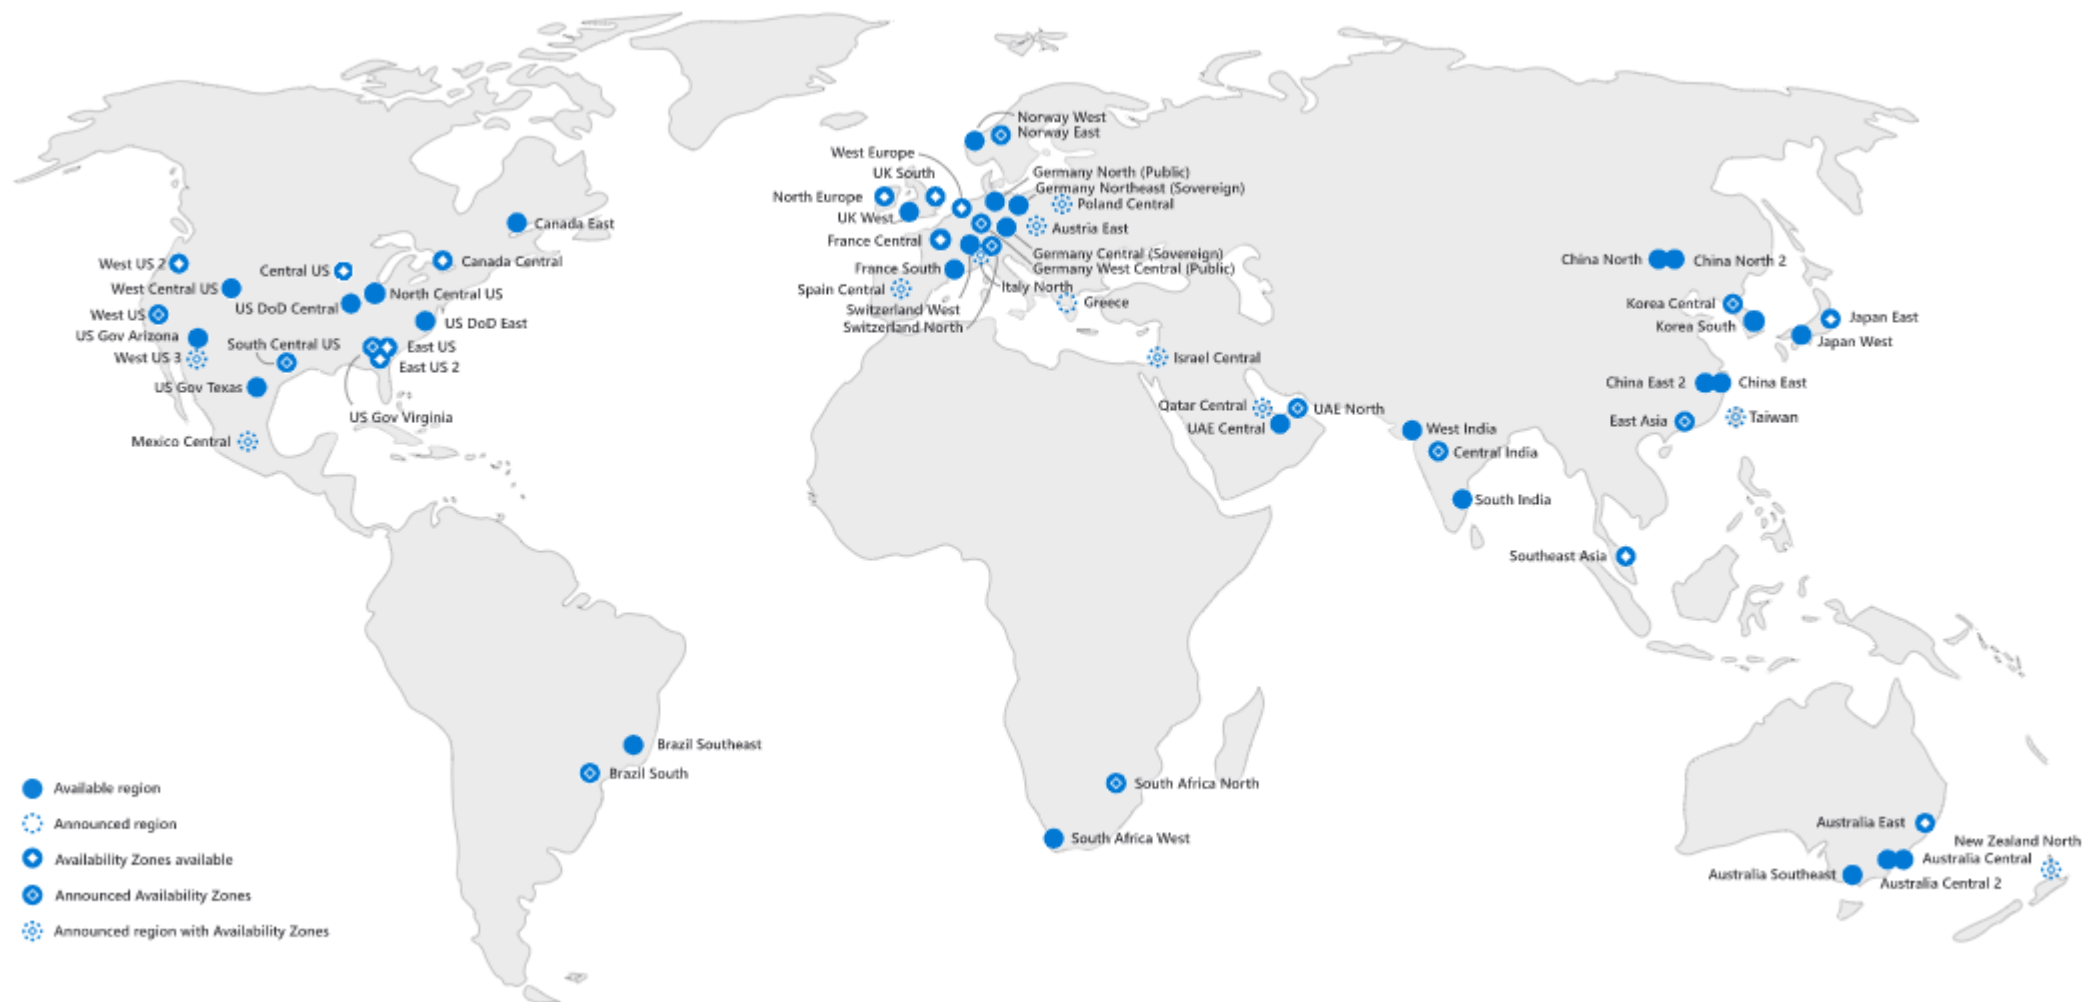 Norway West
Norway East
West Europe
UK South
Germany North (Public)
Germany Northeast (Sovereign)
North Europe
Poland Central
UK West
Canada East
Austria East
France Central
Germany Central (Sovereign)
Germany West Central (Public)
West US 2
Central US
Canada Central
China North
China North 2
France South
West Central US
North Central US
Spain Central
Italy North
US DoD Central
Greece
Korea Central
West US
Switzerland West
Japan East
US DoD East
Switzerland North
Korea South
US Gov Arizona
Japan West
South Central US
East US
West US 3
Israel Central
East US 2
US Gov Texas
China East 2
China East
Qatar Central
UAE North
US Gov Virginia
Taiwan
East Asia
UAE Central
West India
Mexico Central
Central India
South India
Southeast Asia
Brazil Southeast
Brazil South
South Africa North
Available region
Announced region
Australia East
South Africa West
New Zealand North
Availability Zones available
Australia Central
Australia Southeast
Australia Central 2
Announced Availability Zones
Announced region with Availability Zones